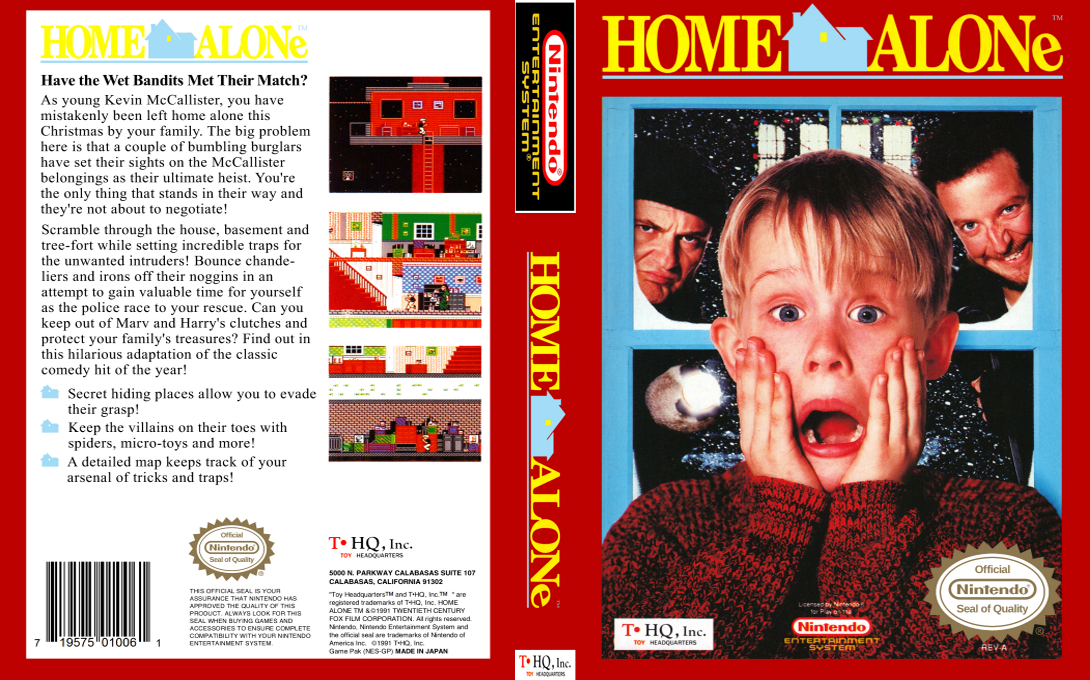 HOME ALONe™
Have the Wet Bandits Met Their Match?
As young Kevin McCallister, you have
mistakenly been left home alone this
Christmas by your family. The big problem
here is that a couple of bumbling burglars
have set their sights on the McCallister
belongings as their ultimate heist. You're
the only thing that stands in their way and
they're not about to negotiate!
Scramble through the house, basement and
tree-fort while setting incredible traps for
the unwanted intruders! Bounce chande-
liers and irons off their noggins in an
attempt to gain valuable time for yourself
as the police race to your rescue. Can you
keep out of Marv and Harry's clutches and
protect your family's treasures? Find out in
this hilarious adaptation of the classic
comedy hit of the year!
Secret hiding places allow you to evade
their grasp!
Keep the villains on their toes with
spiders, micro-toys and more!
A detailed map keeps track of your
arsenal of tricks and traps!
Official
Nintendo®
Seal of Quality
®
THIS OFFICIAL SEAL IS YOUR
ASSURANCE THAT NINTENDO HAS
APPROVED THE QUALITY OF THIS
PRODUCT. ALWAYS LOOK FOR THIS
SEAL WHEN BUYING GAMES AND
ACCESSORIES TO ENSURE COMPLETE
COMPATIBILITY WITH YOUR NINTENDO
ENTERTAINMENT SYSTEM.
7 19575 01006 1
T•HQ, Inc.
TOY HEADQUARTERS
5000 N. PARKWAY CALABASAS SUITE 107
CALABASAS, CALIFORNIA 91302
"Toy Headquarters™ and T•HQ, Inc.™ " are
registered trademarks of T•HQ, Inc. HOME
ALONE TM & ©1991 TWENTIETH CENTURY
FOX FILM CORPORATION. All rights reserved.
Nintendo, Nintendo Entertainment System and
the official seal are trademarks of Nintendo of
America Inc. ©1991 T•HQ, Inc.
Game Pak (NES-GP) MADE IN JAPAN
Nintendo®
ENTERTAINMENT
SYSTEM®
HOME ALONe™
T•HQ, Inc.
TOY HEADQUARTERS
HOME ALONe™
T•HQ, Inc.
TOY HEADQUARTERS
Licensed by Nintendo®
for Play on the
Nintendo
ENTERTAINMENT
SYSTEM®
Official
Nintendo®
Seal of Quality
®
REV-A